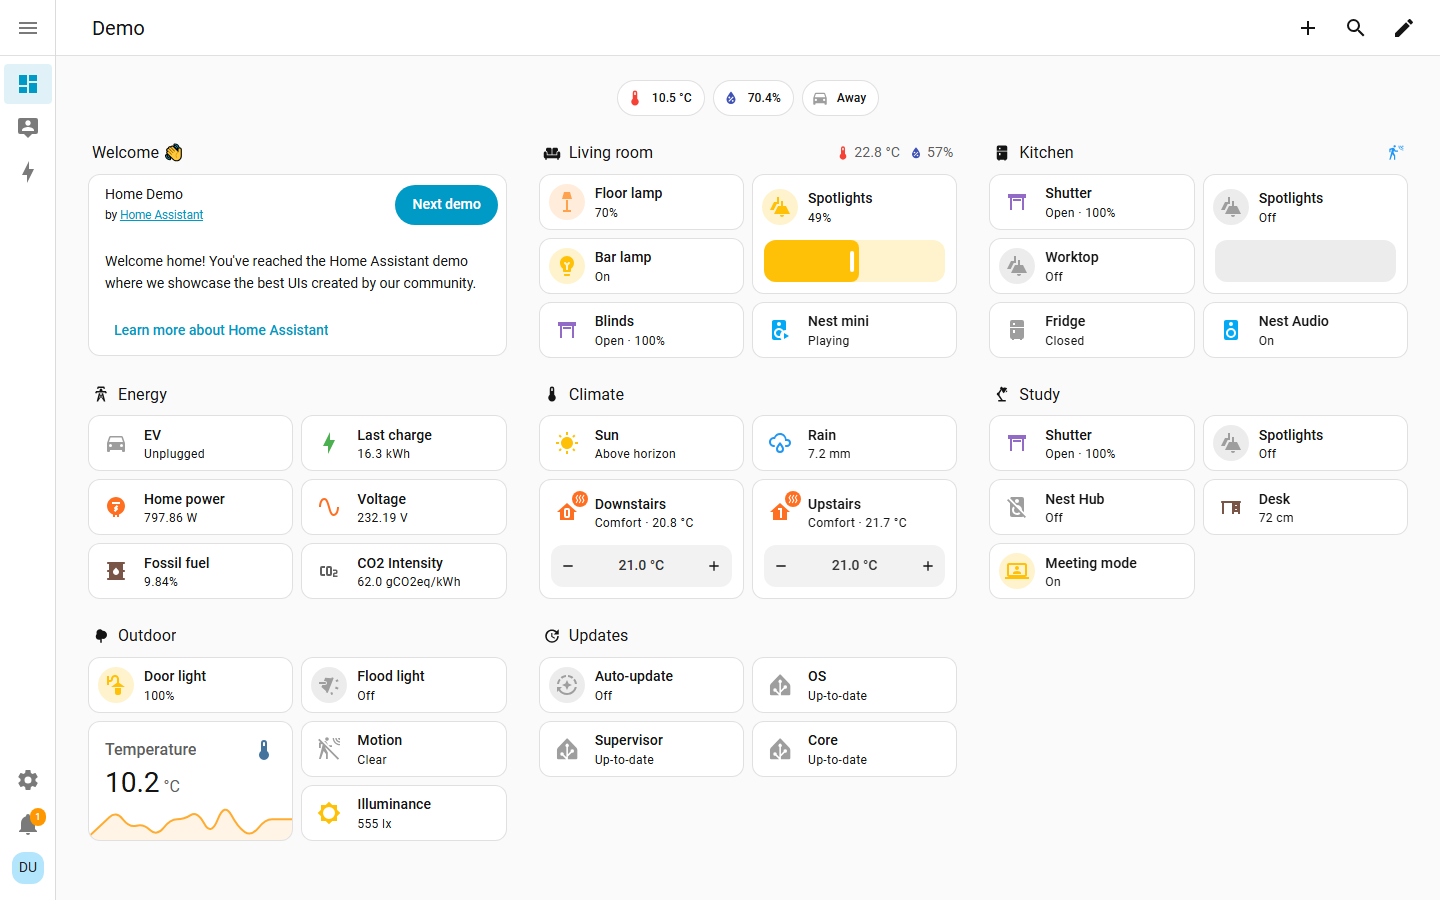 Demo
10.5 °C
70.4%
Away
Welcome 👋
Home Demo
by Home Assistant
Next demo
Welcome home! You've reached the Home Assistant demo
where we showcase the best UIs created by our community.
Learn more about Home Assistant
Living room
22.8 °C
57%
Floor lamp
70%
Spotlights
49%
Bar lamp
On
Blinds
Open · 100%
Nest mini
Playing
Kitchen
Shutter
Open · 100%
Spotlights
Off
Worktop
Off
Fridge
Closed
Nest Audio
On
Energy
EV
Unplugged
Last charge
16.3 kWh
Home power
797.86 W
Voltage
232.19 V
Fossil fuel
9.84%
CO2
CO2 Intensity
62.0 gCO2eq/kWh
Climate
Sun
Above horizon
Rain
7.2 mm
0
Downstairs
Comfort · 20.8 °C
− 21.0 °C +
1
Upstairs
Comfort · 21.7 °C
− 21.0 °C +
Study
Shutter
Open · 100%
Spotlights
Off
Nest Hub
Off
Desk
72 cm
Meeting mode
On
Outdoor
Door light
100%
Flood light
Off
Temperature
10.2 °C
Motion
Clear
Illuminance
555 lx
Updates
Auto-update
Off
OS
Up-to-date
Supervisor
Up-to-date
Core
Up-to-date
1
DU